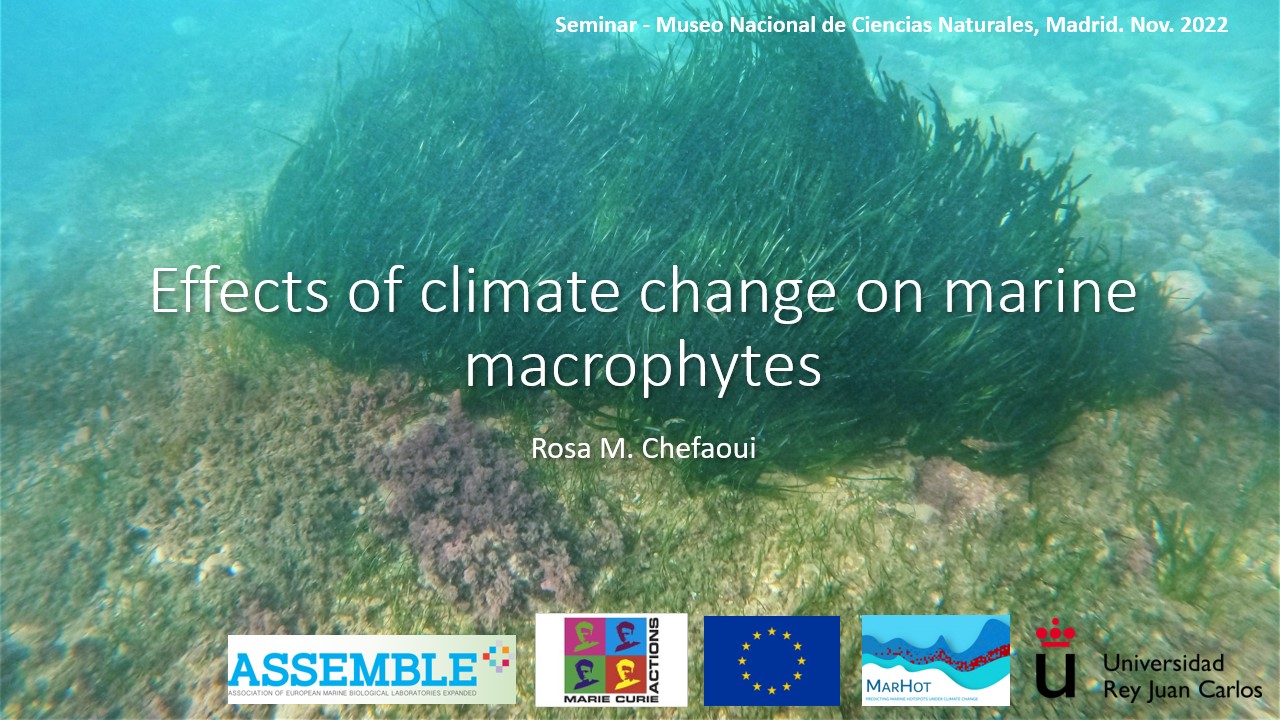 Seminar - Museo Nacional de Ciencias Naturales, Madrid. Nov. 2022
Effects of climate change on marine
macrophytes
Rosa M. Chefaoui
ASSEMBLE
ASSOCIATION OF EUROPEAN MARINE BIOLOGICAL LABORATORIES EXPANDED
MARIE CURIE
ACTIONS
MARHOT
PREDICTING MARINE HOTSPOTS UNDER CLIMATE CHANGE
u
Universidad
Rey Juan Carlos